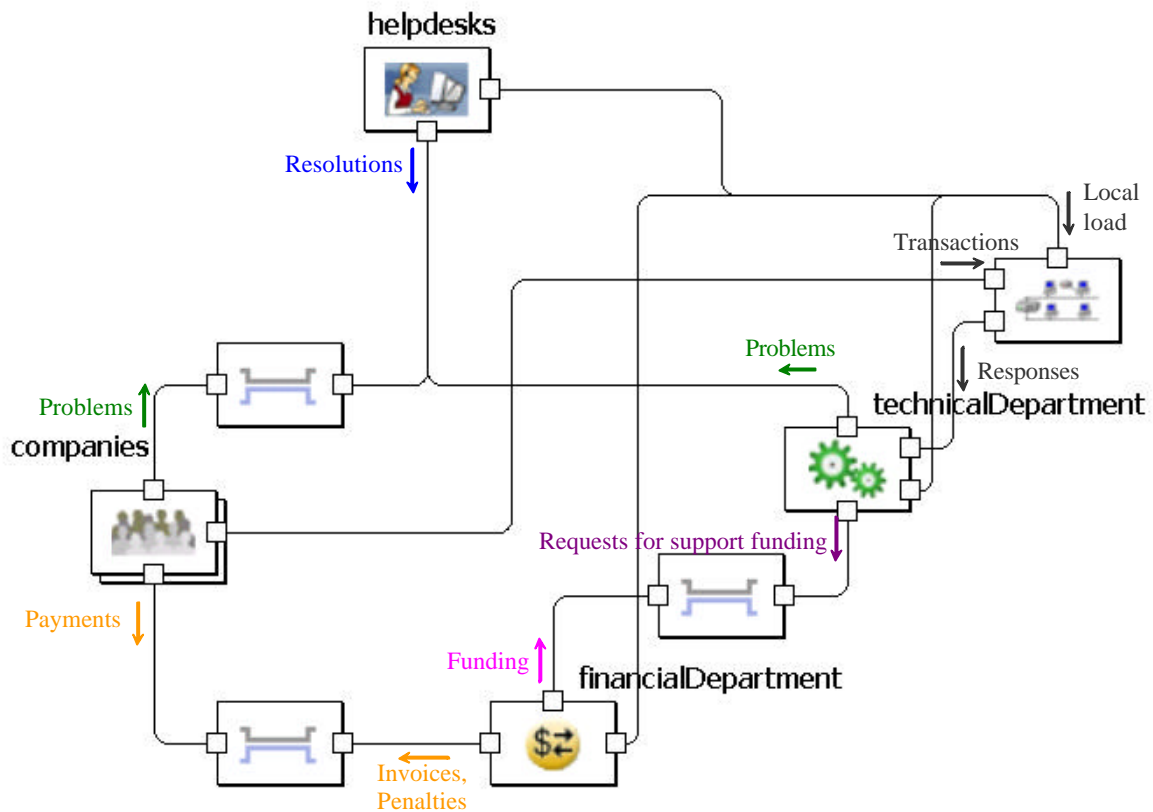 helpdesks
Resolutions
Local
load
Transactions
Problems
Responses
Problems
technicalDepartment
companies
Requests for support funding
Payments
Funding
financialDepartment
Invoices,
Penalties